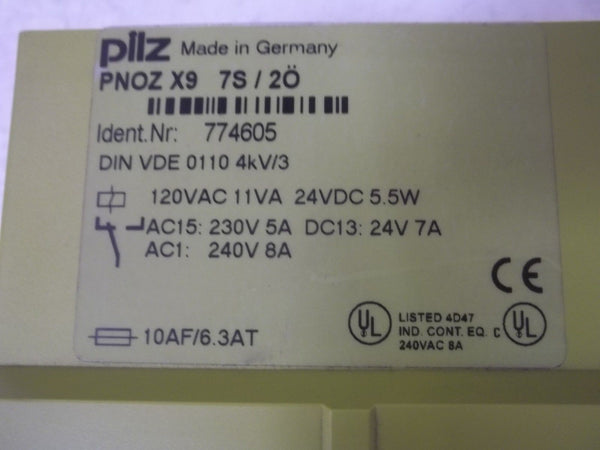 pilz Made in Germany
PNOZ X9 7S / 2Ö
Ident.Nr: 774605
DIN VDE 0110 4kV/3
120VAC 11VA 24VDC 5.5W
AC15: 230V 5A DC13: 24V 7A
AC1: 240V 8A
CE
10AF/6.3AT
UL LISTED 4D47
IND. CONT. EQ. C UL
240VAC 8A